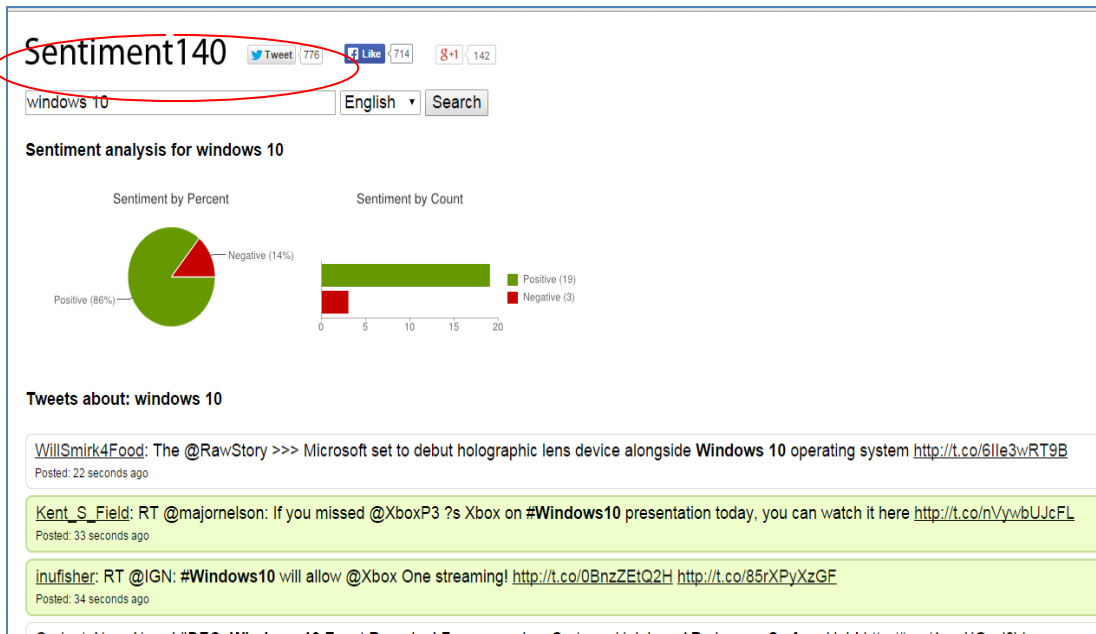 Sentiment140 Tweet 776 Like 714 g+1 142
windows 10 English Search
Sentiment analysis for windows 10
Sentiment by Percent Sentiment by Count
Negative (14%)
Positive (86%)
Positive (19)
Negative (3)
0 5 10 15 20
Tweets about: windows 10
WillSmirk4Food: The @RawStory >>> Microsoft set to debut holographic lens device alongside Windows 10 operating system http://t.co/6IIe3wRT9B
Posted: 22 seconds ago
Kent_S_Field: RT @majornelson: If you missed @XboxP3 ?s Xbox on #Windows10 presentation today, you can watch it here http://t.co/nVywbUJcFL
Posted: 33 seconds ago
inufisher: RT @IGN: #Windows10 will allow @Xbox One streaming! http://t.co/0BnzZEtQ2H http://t.co/85rXPyXzGF
Posted: 34 seconds ago